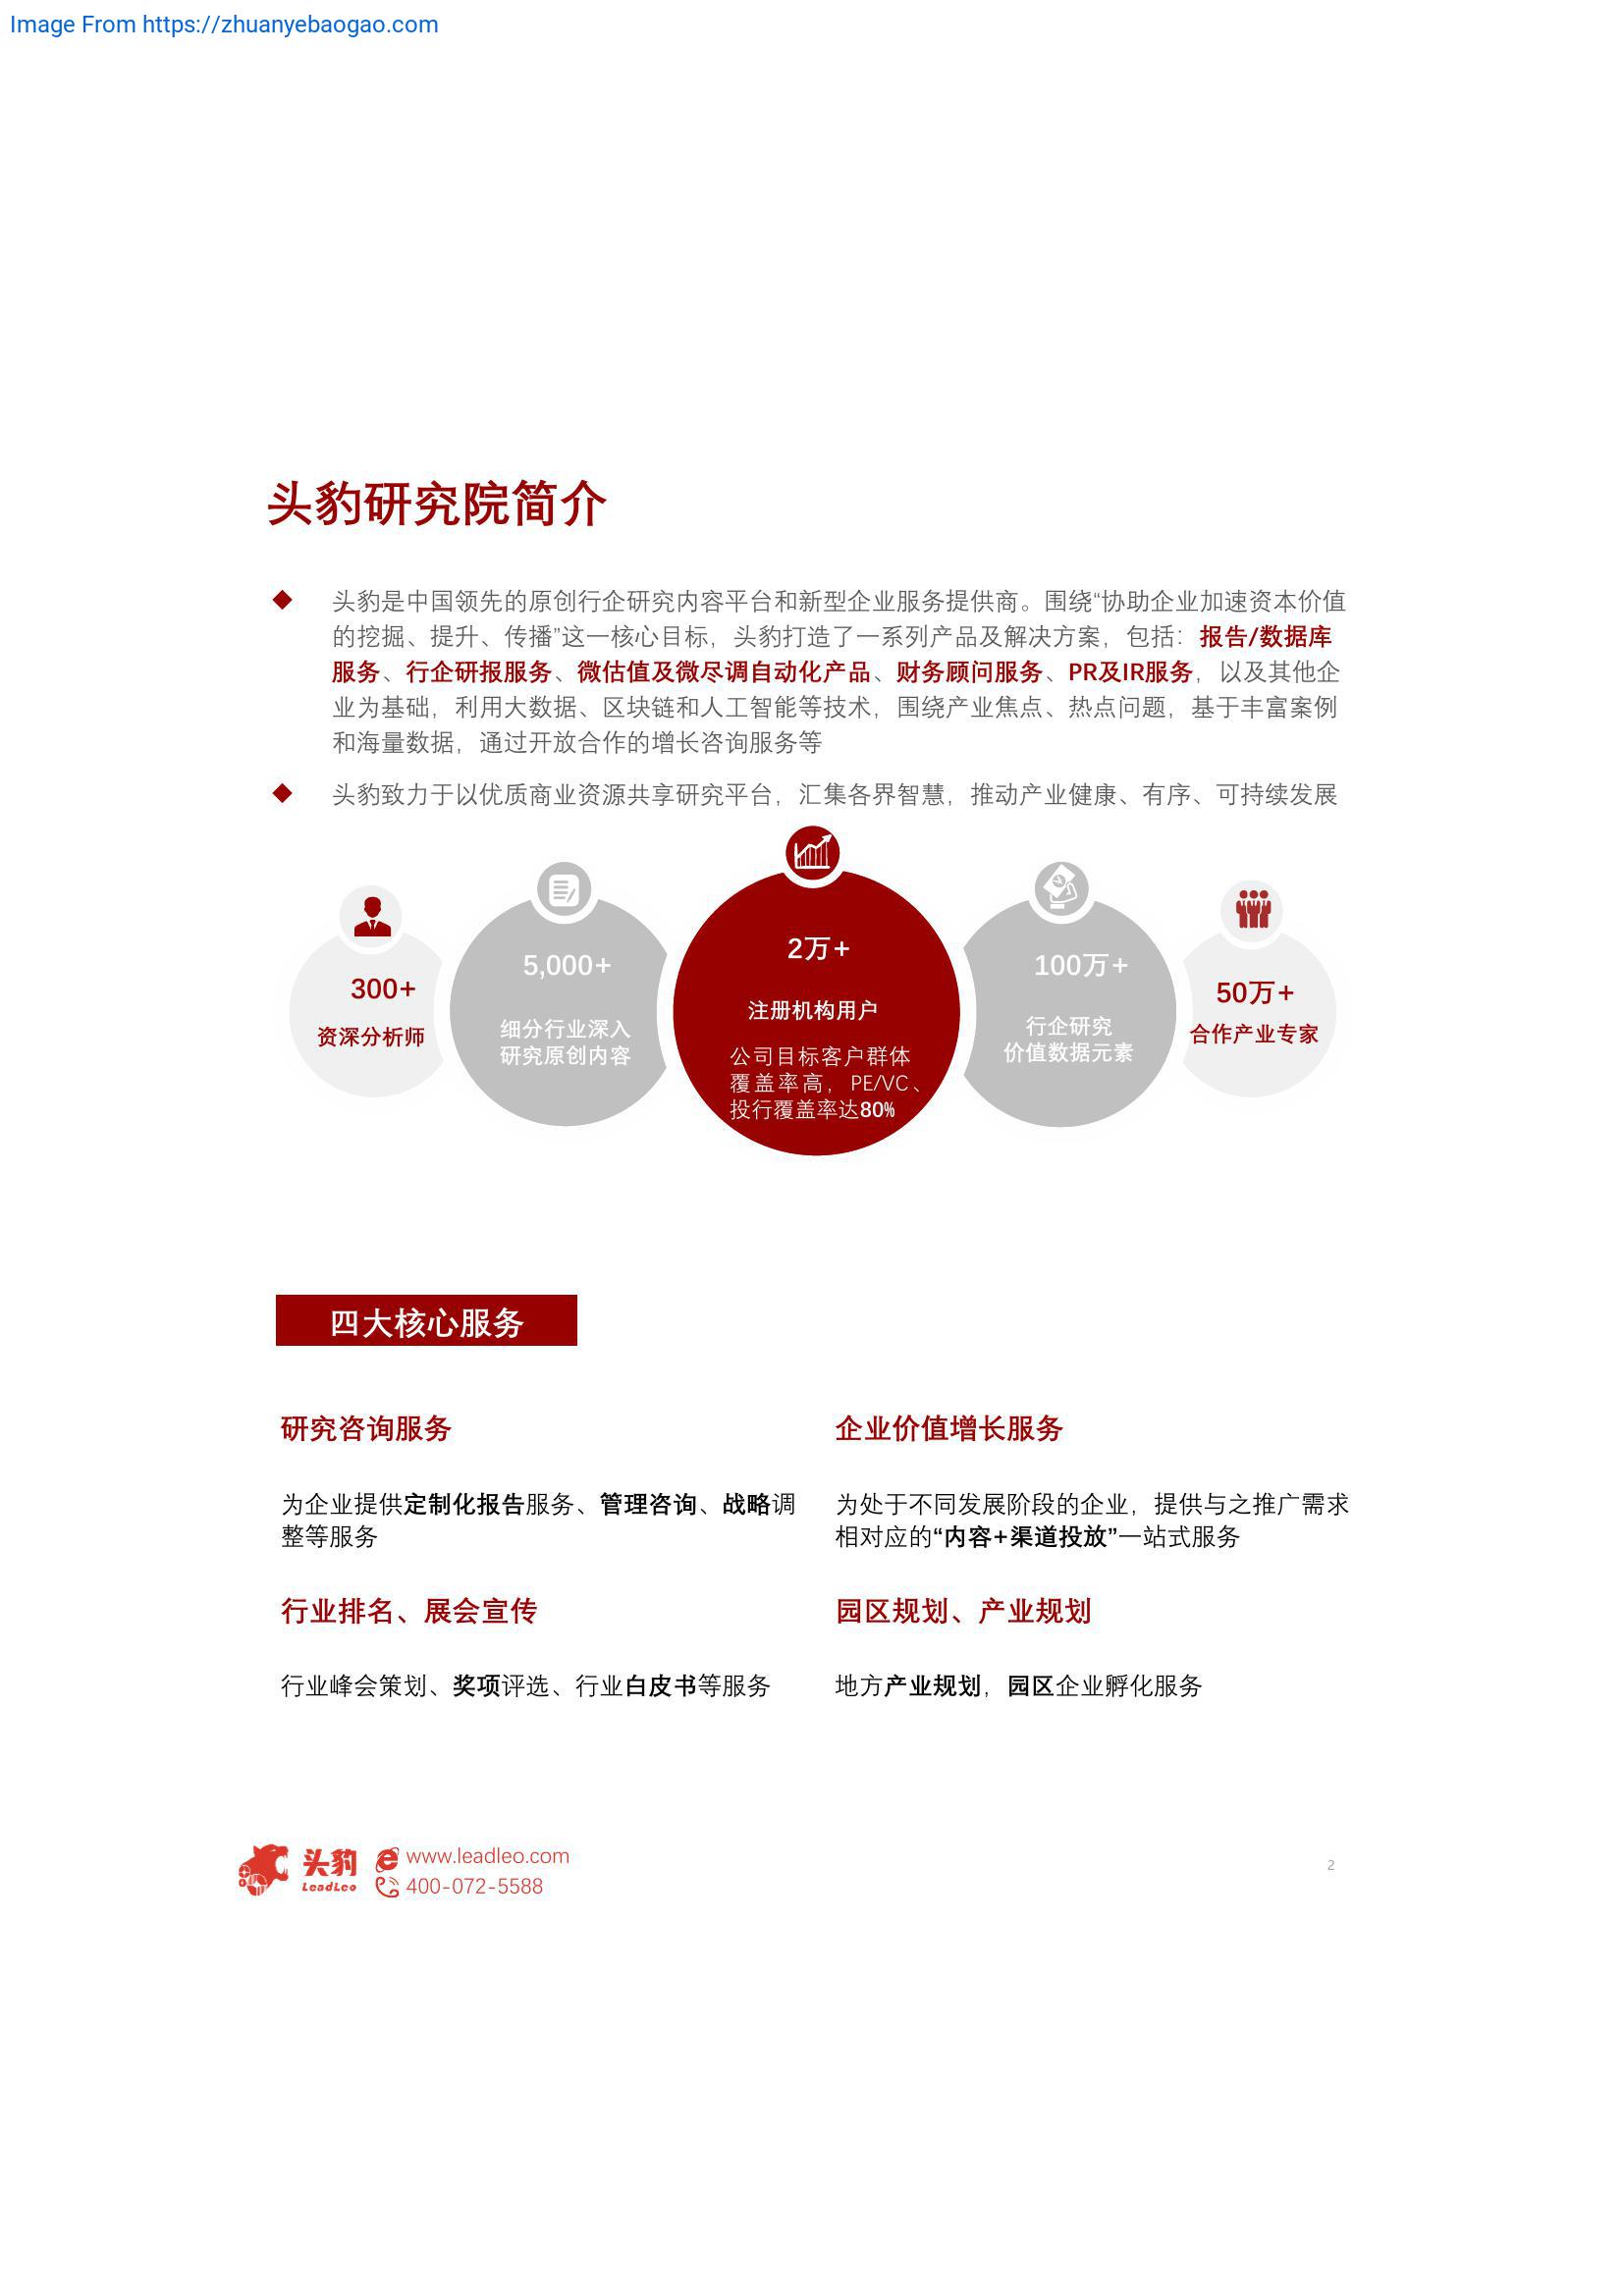 Image From https://zhuanyebaogao.com
头豹研究院简介
头豹是中国领先的原创行企研究内容平台和新型企业服务提供商。围绕“协助企业加速资本价值
的挖掘、提升、传播”这一核心目标，头豹打造了一系列产品及解决方案，包括：报告/数据库
服务、行企研报服务、微估值及微尽调自动化产品、财务顾问服务、PR及IR服务，以及其他企
业为基础，利用大数据、区块链和人工智能等技术，围绕产业焦点、热点问题，基于丰富案例
和海量数据，通过开放合作的增长咨询服务等
头豹致力于以优质商业资源共享研究平台，汇集各界智慧，推动产业健康、有序、可持续发展
300+
资深分析师
5,000+
细分行业深入
研究原创内容
2万+
注册机构用户
公司目标客户群体
覆盖率高，PE/VC、
投行覆盖率达80%
100万+
行企研究
价值数据元素
50万+
合作产业专家
四大核心服务
研究咨询服务
为企业提供定制化报告服务、管理咨询、战略调
整等服务
企业价值增长服务
为处于不同发展阶段的企业，提供与之推广需求
相对应的“内容+渠道投放”一站式服务
行业排名、展会宣传
行业峰会策划、奖项评选、行业白皮书等服务
园区规划、产业规划
地方产业规划，园区企业孵化服务
头豹
LeadLeo
www.leadleo.com
400-072-5588
2